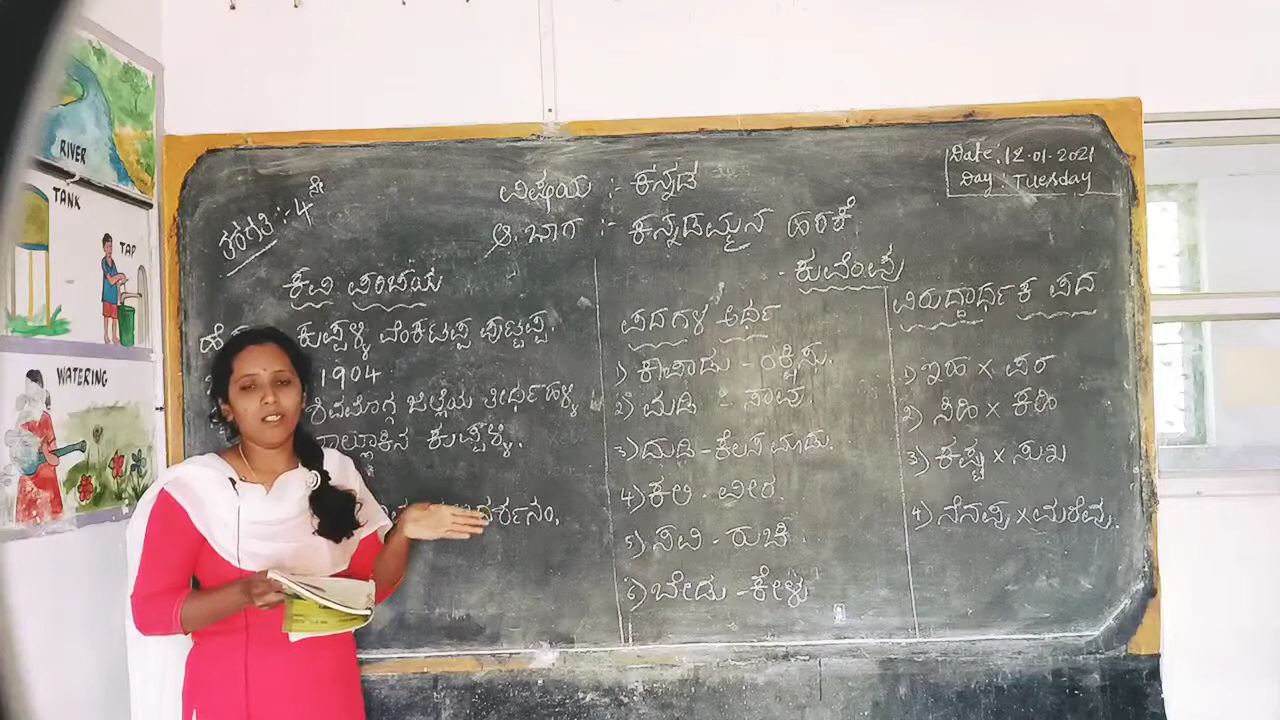 RIVER
TANK
TAP
WATERING
Date: 12-01-2021
Day: Tuesday
ತರಗತಿ :- 4ನೇ
ವಿಷಯ :- ಕನ್ನಡ
ಆ. ಭಾಗ :- ಕನ್ನಡಮ್ಮನ ಹರಕೆ
- ಕುವೆಂಪು
ಕವಿ ಪರಿಚಯ
ಕುಪ್ಪಳ್ಳಿ ವೆಂಕಟಪ್ಪ ಪುಟ್ಟಪ್ಪ.
1904
ಶಿವಮೊಗ್ಗ ಜಿಲ್ಲೆಯ ತೀರ್ಥಹಳ್ಳಿ
ತಾಲ್ಲೂಕಿನ ಕುಪ್ಪಳ್ಳಿ.
ಪದಗಳ ಅರ್ಥ
1) ಕಾಪಾಡು - ರಕ್ಷಿಸು.
2) ಮಡಿ - ಸಾವು.
3) ದುಡಿ - ಕೆಲಸ ಮಾಡು.
4) ಕಲಿ - ವೀರ.
5) ಸವಿ - ರುಚಿ
6) ಬೇಡು - ಕೇಳು
ವಿರುದ್ಧಾರ್ಥಕ ಪದ
1) ಇಹ x ಪರ
2) ಸಿಹಿ x ಕಹಿ
3) ಕಷ್ಟ x ಸುಖ
4) ನೆನಪು x ಮರೆವು.